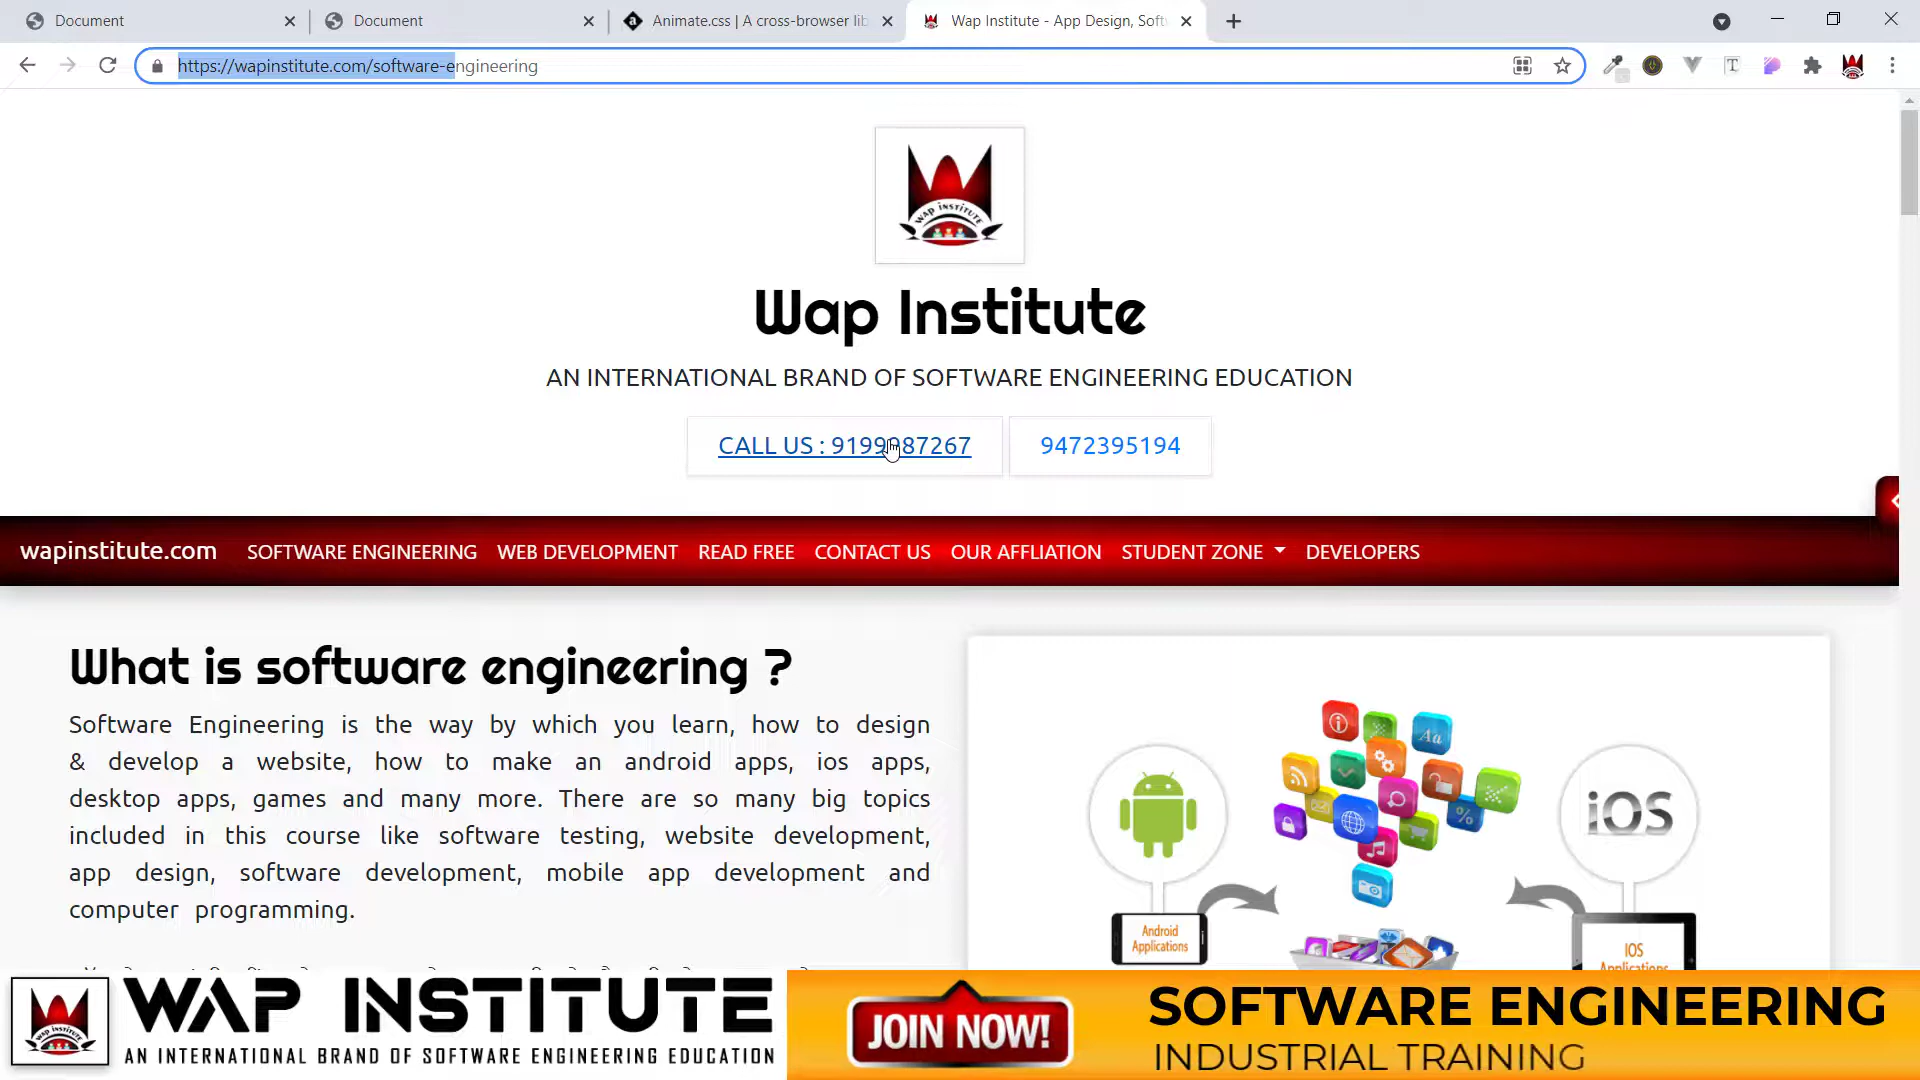 Document
Document
Animate.css | A cross-browser lib
Wap Institute - App Design, Soft
https://wapinstitute.com/software-engineering
WAP INSTITUTE
Wap Institute
AN INTERNATIONAL BRAND OF SOFTWARE ENGINEERING EDUCATION
CALL US : 9199987267
9472395194
wapinstitute.com SOFTWARE ENGINEERING WEB DEVELOPMENT READ FREE CONTACT US OUR AFFLIATION STUDENT ZONE DEVELOPERS
What is software engineering ?
Software Engineering is the way by which you learn, how to design
& develop a website, how to make an android apps, ios apps,
desktop apps, games and many more. There are so many big topics
included in this course like software testing, website development,
app design, software development, mobile app development and
computer programming.
Aa
iOS
Android
Applications
IOS
Applications
WAP INSTITUTE
AN INTERNATIONAL BRAND OF SOFTWARE ENGINEERING EDUCATION
JOIN NOW!
SOFTWARE ENGINEERING
INDUSTRIAL TRAINING